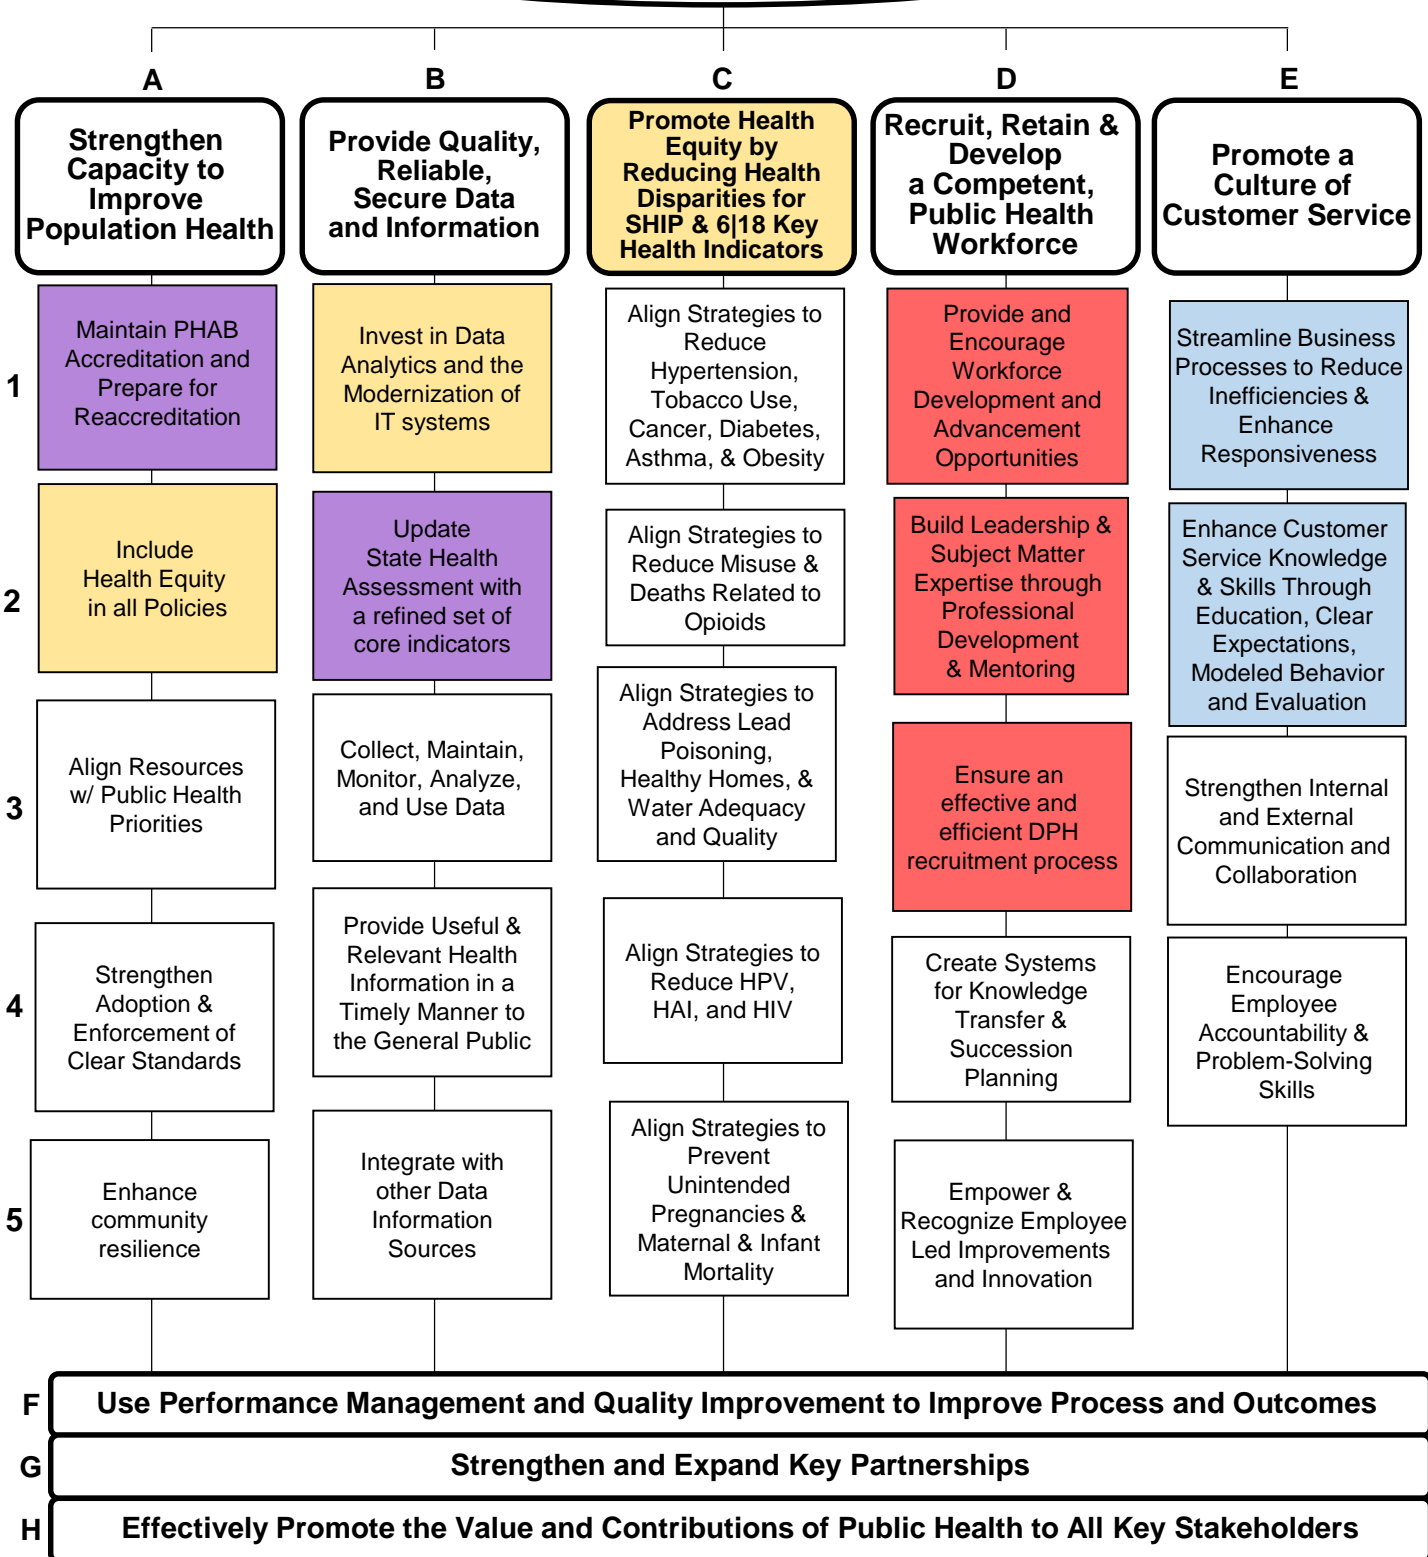 A
B
C
D
E
Strengthen
Capacity to
Improve
Population Health
Provide Quality,
Reliable,
Secure Data
and Information
Promote Health
Equity by
Reducing Health
Disparities for
SHIP & 6|18 Key
Health Indicators
Recruit, Retain &
Develop
a Competent,
Public Health
Workforce
Promote a
Culture of
Customer Service
1
Maintain PHAB
Accreditation and
Prepare for
Reaccreditation
Invest in Data
Analytics and the
Modernization of
IT systems
Align Strategies to
Reduce
Hypertension,
Tobacco Use,
Cancer, Diabetes,
Asthma, & Obesity
Provide and
Encourage
Workforce
Development and
Advancement
Opportunities
Streamline Business
Processes to Reduce
Inefficiencies &
Enhance
Responsiveness
2
Include
Health Equity
in all Policies
Update
State Health
Assessment with
a refined set of
core indicators
Align Strategies to
Reduce Misuse &
Deaths Related to
Opioids
Build Leadership &
Subject Matter
Expertise through
Professional
Development
& Mentoring
Enhance Customer
Service Knowledge
& Skills Through
Education, Clear
Expectations,
Modeled Behavior
and Evaluation
3
Align Resources
w/ Public Health
Priorities
Collect, Maintain,
Monitor, Analyze,
and Use Data
Align Strategies to
Address Lead
Poisoning,
Healthy Homes, &
Water Adequacy
and Quality
Ensure an
effective and
efficient DPH
recruitment process
Strengthen Internal
and External
Communication and
Collaboration
4
Strengthen
Adoption &
Enforcement of
Clear Standards
Provide Useful &
Relevant Health
Information in a
Timely Manner to
the General Public
Align Strategies to
Reduce HPV,
HAI, and HIV
Create Systems
for Knowledge
Transfer &
Succession
Planning
Encourage
Employee
Accountability &
Problem-Solving
Skills
5
Enhance
community
resilience
Integrate with
other Data
Information
Sources
Align Strategies to
Prevent
Unintended
Pregnancies &
Maternal & Infant
Mortality
Empower &
Recognize Employee
Led Improvements
and Innovation
F
Use Performance Management and Quality Improvement to Improve Process and Outcomes
G
Strengthen and Expand Key Partnerships
H
Effectively Promote the Value and Contributions of Public Health to All Key Stakeholders